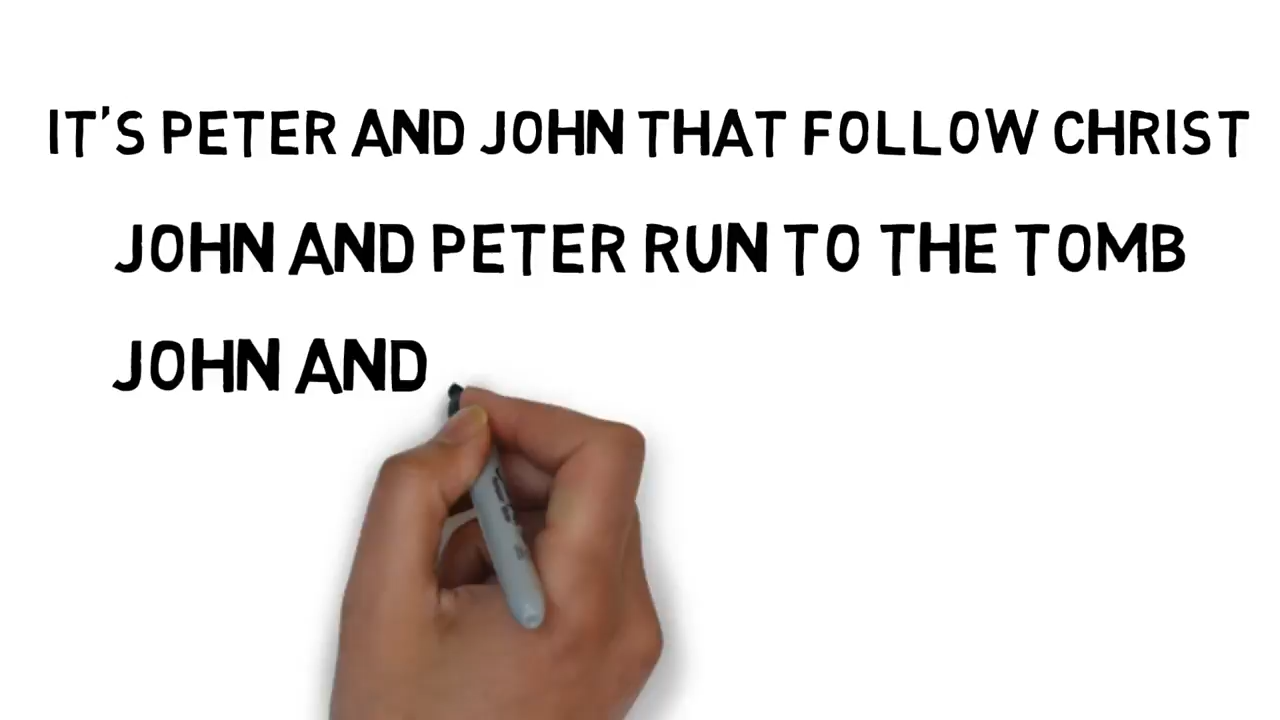 IT'S PETER AND JOHN THAT FOLLOW CHRIST
JOHN AND PETER RUN TO THE TOMB
JOHN AND